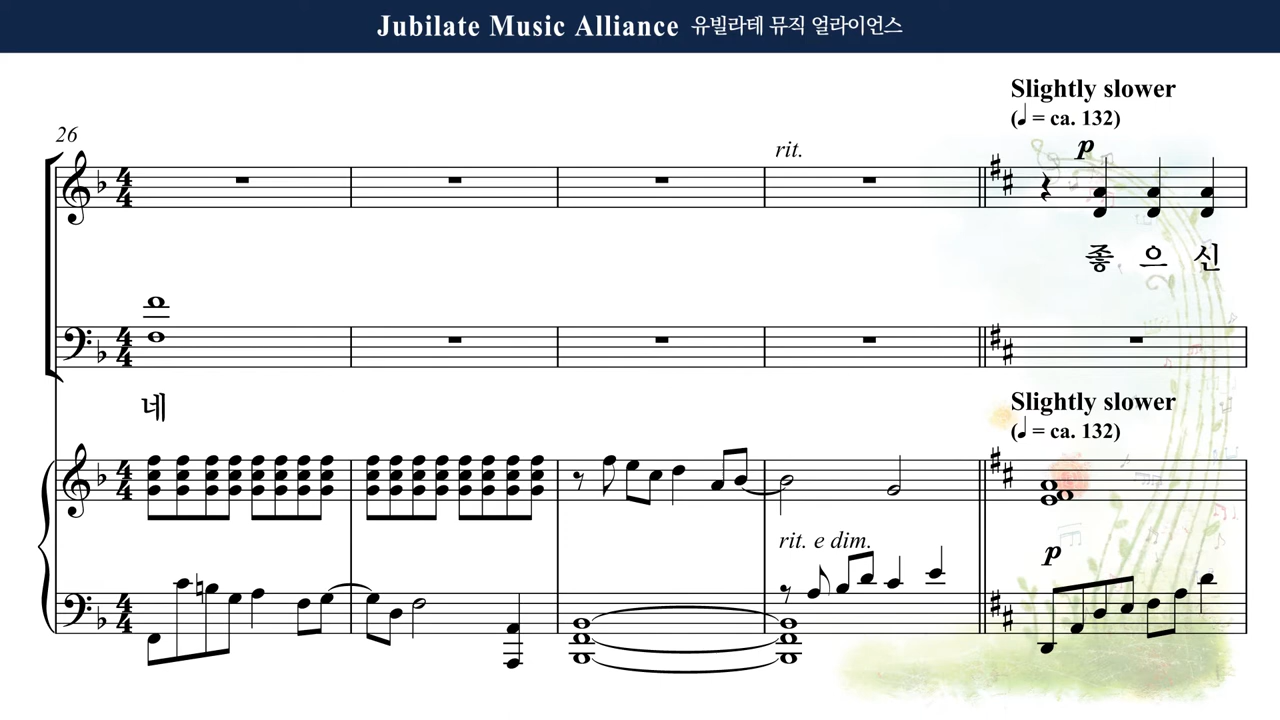 Jubilate Music Alliance 유빌라테 뮤직 얼라이언스
Slightly slower
(♩ = ca. 132)
26
rit.
p
좋 으 신
네
Slightly slower
(♩ = ca. 132)
rit. e dim.
p